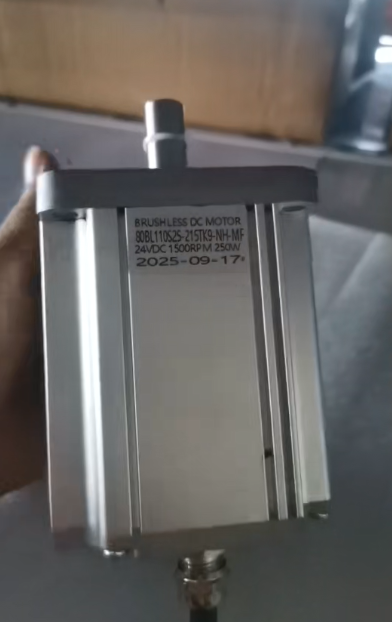 BRUSHLESS DC MOTOR
80BL110S25-215TK9-NH-MF
24VDC 1500RPM 250W
2025-09-17